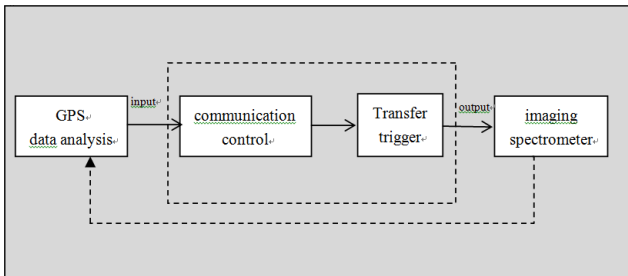 GPS
data analysis
input
communication
control
Transfer
trigger
output
imaging
spectrometer